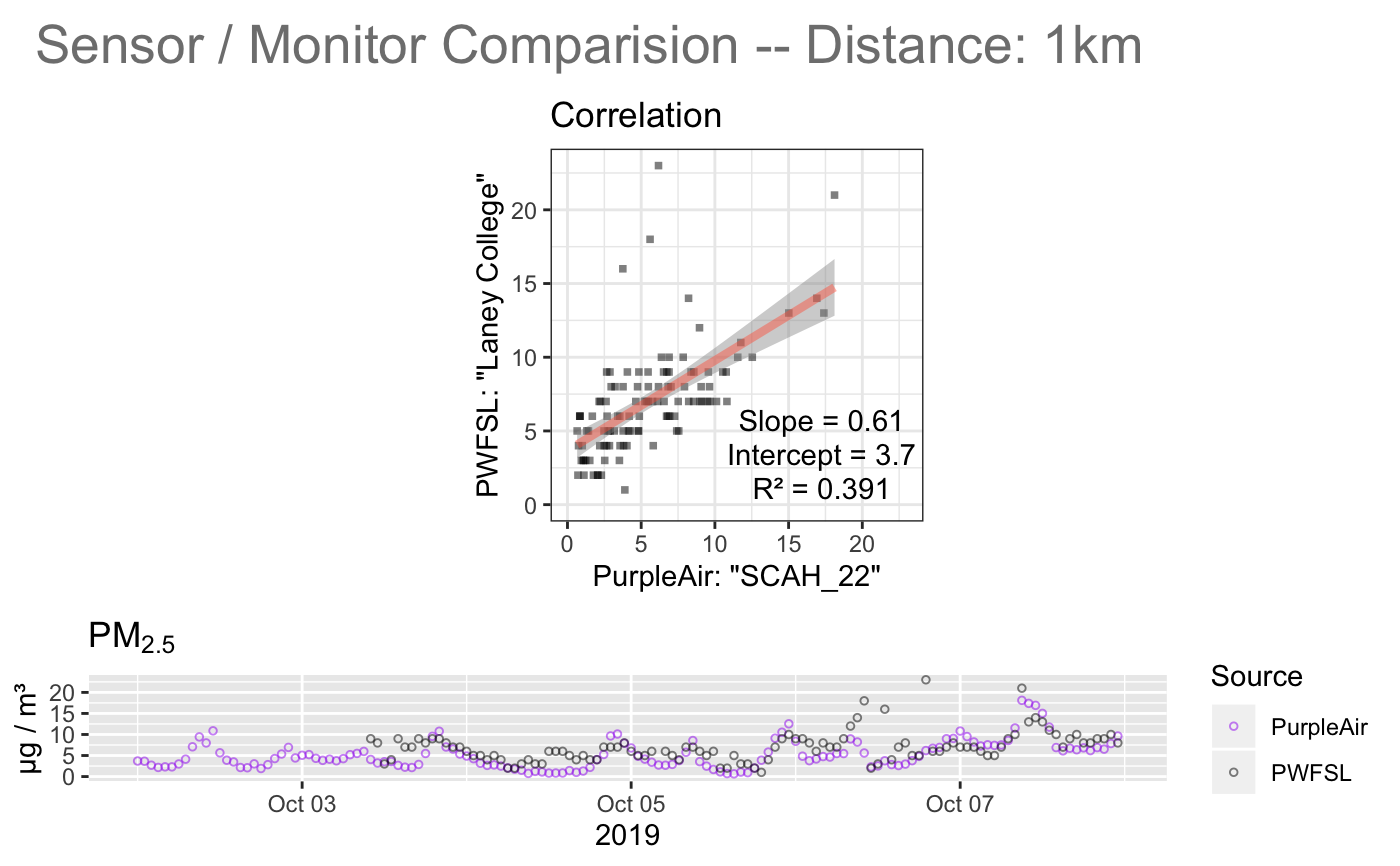 Sensor / Monitor Comparision -- Distance: 1km
Correlation
PWFSL: "Laney College"
20
15
10
5
0
Slope = 0.61
Intercept = 3.7
R² = 0.391
0 5 10 15 20
PurpleAir: "SCAH_22"
PM2.5
µg / m³
20
15
10
5
0
Oct 03 Oct 05 Oct 07
2019
Source
PurpleAir
PWFSL